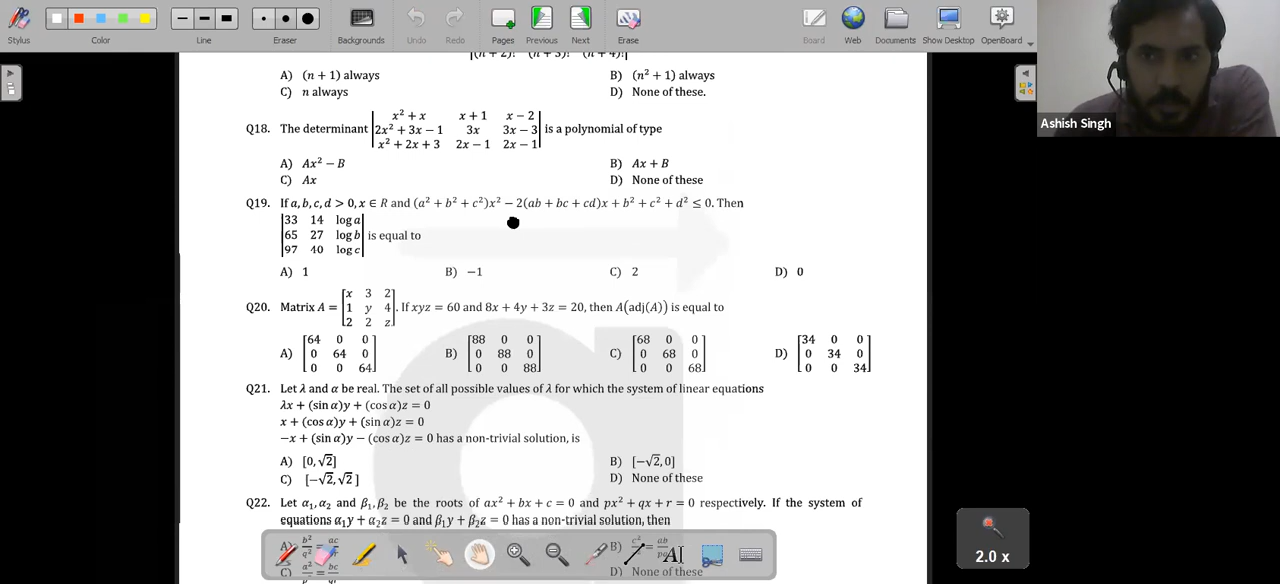 Stylus Color Line Eraser Backgrounds Undo Redo Pages Previous Next Erase Board Web Documents Show Desktop OpenBoard
Ashish Singh
|(n + 2)! (n + 3)! (n + 4)!|
A) (n + 1) always B) (n² + 1) always
C) n always D) None of these.
Q18. The determinant |x² + x x + 1 x − 2; 2x² + 3x − 1 3x 3x − 3; x² + 2x + 3 2x − 1 2x − 1| is a polynomial of type
A) Ax² − B B) Ax + B
C) Ax D) None of these
Q19. If a, b, c, d > 0, x ∈ R and (a² + b² + c²)x² − 2(ab + bc + cd)x + b² + c² + d² ≤ 0. Then
|33 14 log a|
|65 27 log b| is equal to
|97 40 log c|
A) 1 B) −1 C) 2 D) 0
Q20. Matrix A = [x 3 2; 1 y 4; 2 2 z]. If xyz = 60 and 8x + 4y + 3z = 20, then A(adj(A)) is equal to
A) [64 0 0; 0 64 0; 0 0 64] B) [88 0 0; 0 88 0; 0 0 88] C) [68 0 0; 0 68 0; 0 0 68] D) [34 0 0; 0 34 0; 0 0 34]
Q21. Let λ and α be real. The set of all possible values of λ for which the system of linear equations
λx + (sin α)y + (cos α)z = 0
x + (cos α)y + (sin α)z = 0
−x + (sin α)y − (cos α)z = 0 has a non-trivial solution, is
A) [0, √2] B) [−√2, 0]
C) [−√2, √2] D) None of these
Q22. Let α₁, α₂ and β₁, β₂ be the roots of ax² + bx + c = 0 and px² + qx + r = 0 respectively. If the system of
equations α₁y + α₂z = 0 and β₁y + β₂z = 0 has a non-trivial solution, then
A) b²/q² = ac B) c² = ab
C) a² = bc D) None of these
2.0 x